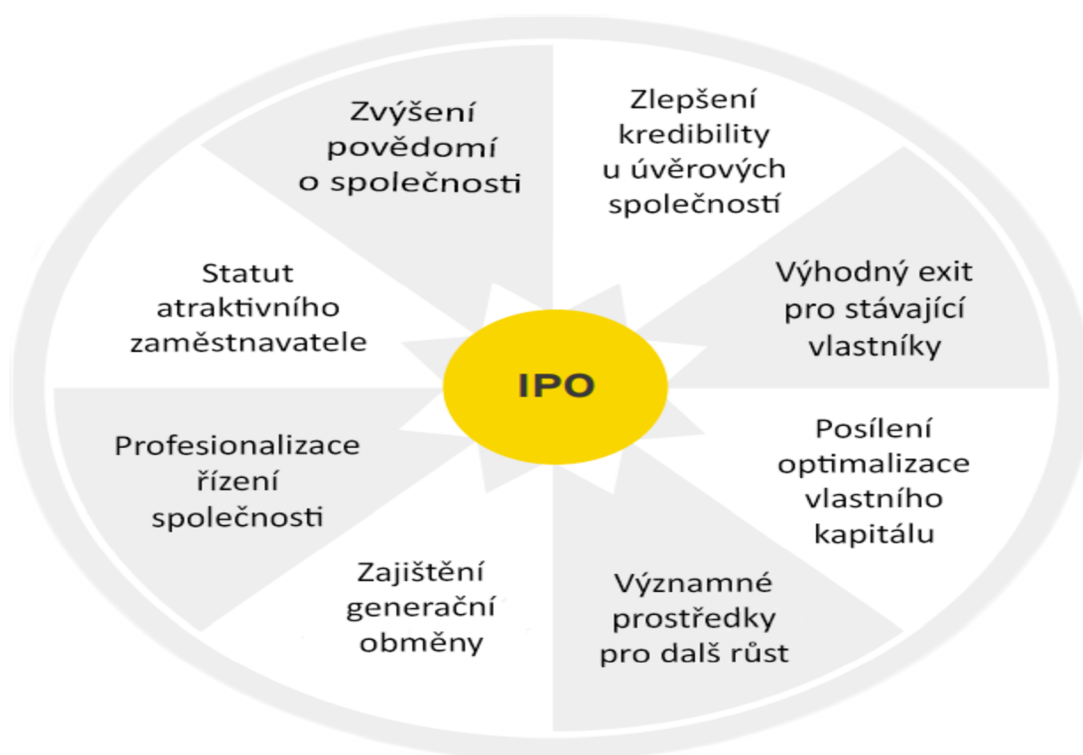 Zvýšení
povědomí
o společnosti
Zlepšení
kredibility
u úvěrových
společností
Výhodný exit
pro stávající
vlastníky
Posílení
optimalizace
vlastního
kapitálu
Významné
prostředky
pro dalš růst
Zajištění
generační
obměny
Profesionalizace
řízení
společnosti
Statut
atraktivního
zaměstnavatele
IPO